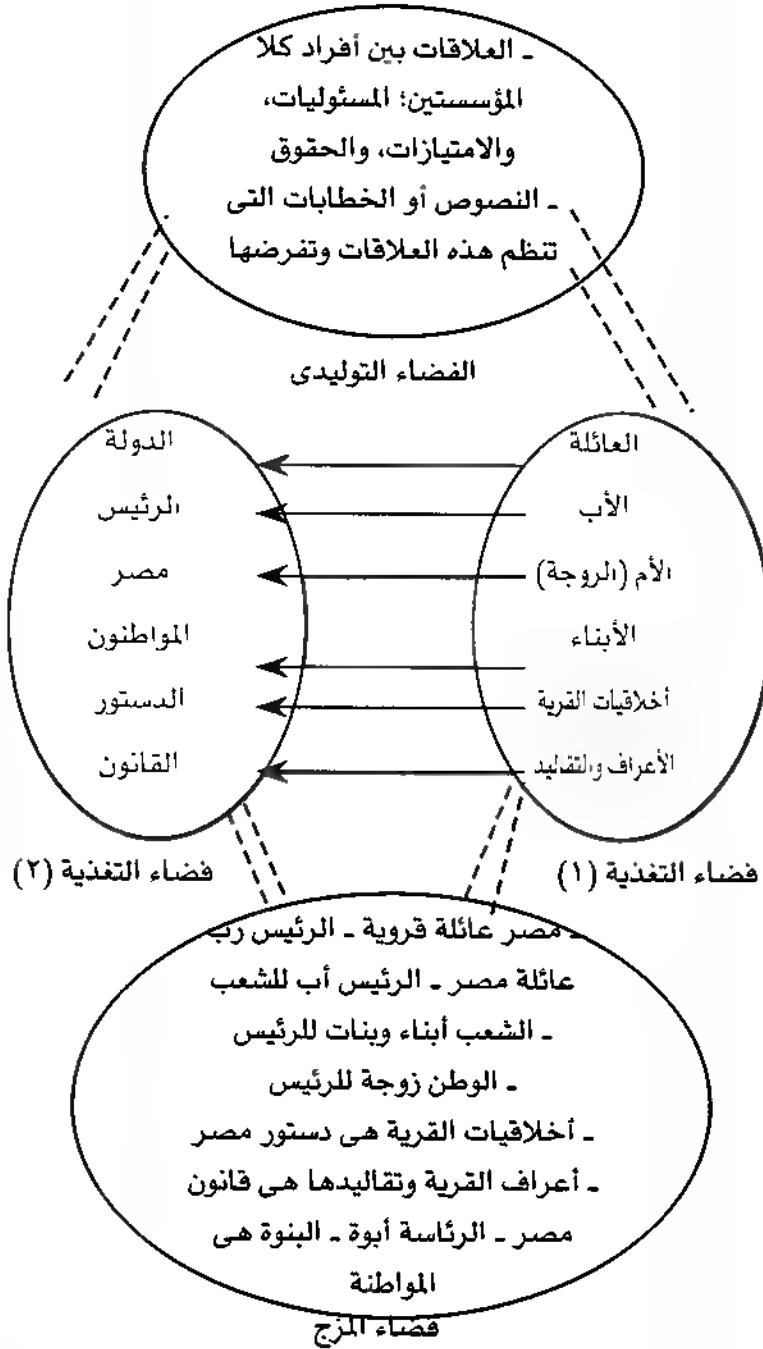 ـ العلاقات بين أفراد كلا
المؤسستين؛ المسئوليات،
والامتيازات، والحقوق
ـ النصوص أو الخطابات التى
تنظم هذه العلاقات وتفرضها
الفضاء التوليدى
العائلة
الأب
الأم (الزوجة)
الأبناء
أخلاقيات القرية
الأعراف والتقاليد
فضاء التغذية (١)
الدولة
الرئيس
مصر
المواطنون
الدستور
القانون
فضاء التغذية (٢)
ـ مصر عائلة قروية ـ الرئيس رب
عائلة مصر ـ الرئيس أب للشعب
ـ الشعب أبناء وبنات للرئيس
ـ الوطن زوجة للرئيس
ـ أخلاقيات القرية هى دستور مصر
ـ أعراف القرية وتقاليدها هى قانون
مصر ـ الرئاسة أبوة ـ البنوة هى
المواطنة
فضاء المزج